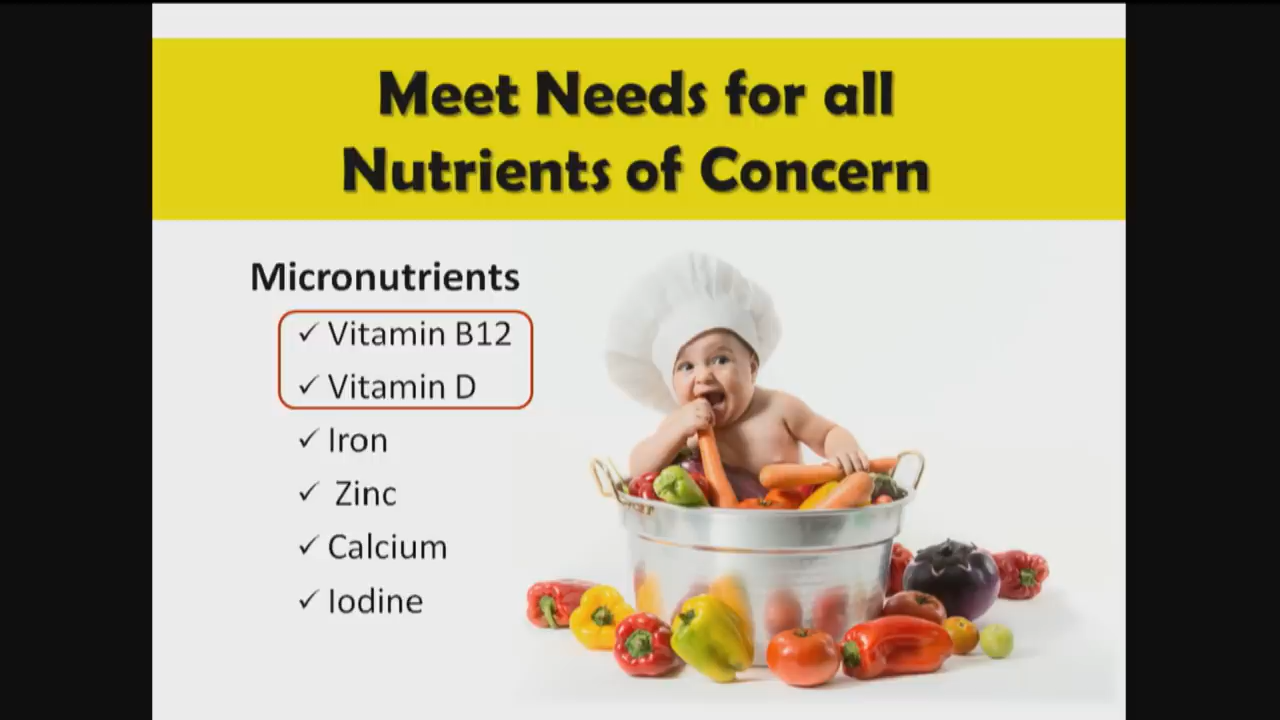 Meet Needs for all
Nutrients of Concern
Micronutrients
✓ Vitamin B12
✓ Vitamin D
✓ Iron
✓ Zinc
✓ Calcium
✓ Iodine